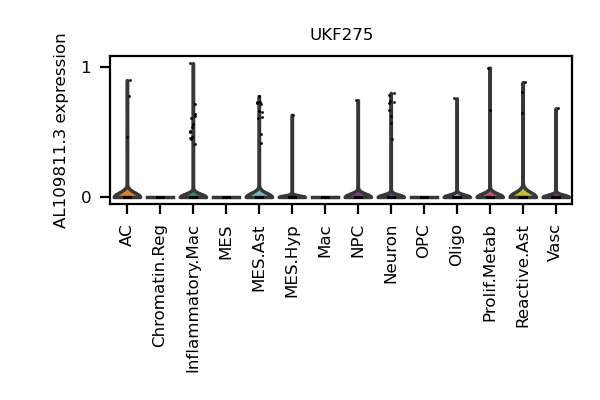 UKF275
AL109811.3 expression
1
0
AC
Chromatin.Reg
Inflammatory.Mac
MES
MES.Ast
MES.Hyp
Mac
NPC
Neuron
OPC
Oligo
Prolif.Metab
Reactive.Ast
Vasc